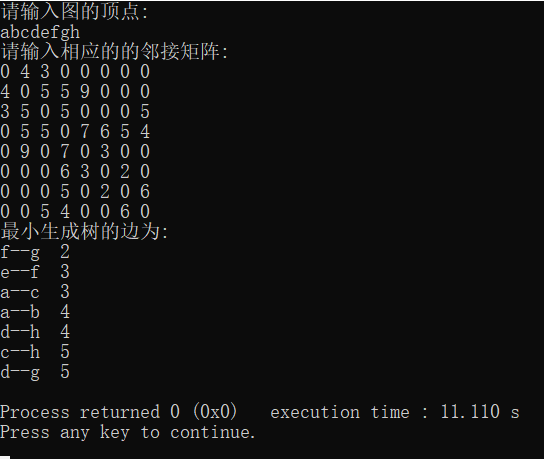 请输入图的顶点:
abcdefgh
请输入相应的的邻接矩阵:
0 4 3 0 0 0 0 0
4 0 5 5 9 0 0 0
3 5 0 5 0 0 0 5
0 5 5 0 7 6 5 4
0 9 0 7 0 3 0 0
0 0 0 6 3 0 2 0
0 0 0 5 0 2 0 6
0 0 5 4 0 0 6 0
最小生成树的边为:
f--g  2
e--f  3
a--c  3
a--b  4
d--h  4
c--h  5
d--g  5
Process returned 0 (0x0)   execution time : 11.110 s
Press any key to continue.